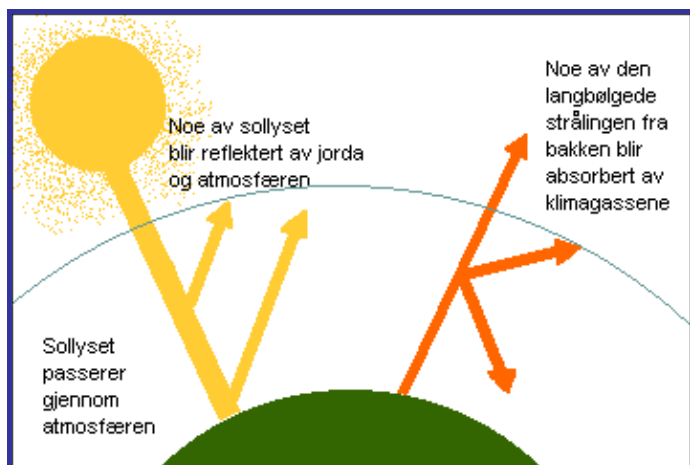 Noe av sollyset
blir reflektert av jorda
og atmosfæren
Noe av den
langbølgede
strålingen fra
bakken blir
absorbert av
klimagassene
Sollyset
passerer
gjennom
atmosfæren